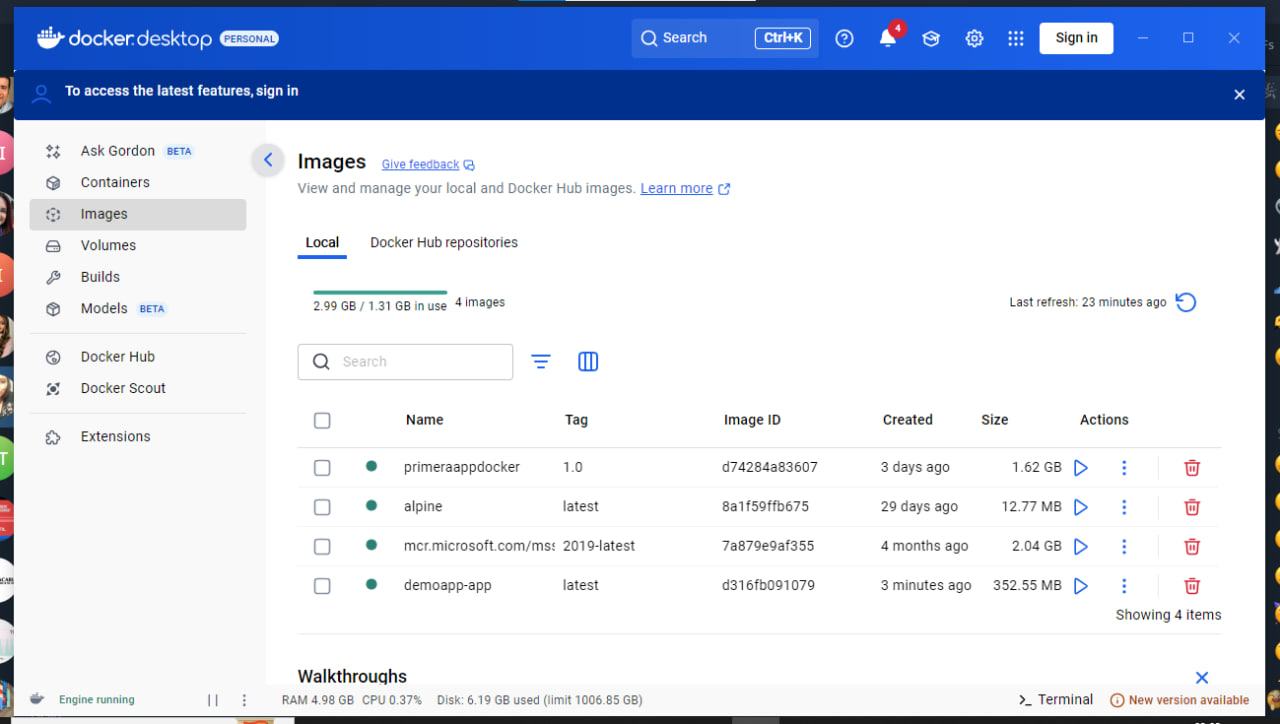 docker.desktop PERSONAL Search Ctrl+K 4 Sign in
To access the latest features, sign in
Ask Gordon BETA
Containers
Images
Volumes
Builds
Models BETA
Docker Hub
Docker Scout
Extensions
Images Give feedback
View and manage your local and Docker Hub images. Learn more
Local Docker Hub repositories
2.99 GB / 1.31 GB in use 4 images Last refresh: 23 minutes ago
Search
Name Tag Image ID Created Size Actions
primeraappdocker 1.0 d74284a83607 3 days ago 1.62 GB
alpine latest 8a1f59ffb675 29 days ago 12.77 MB
mcr.microsoft.com/mss 2019-latest 7a879e9af355 4 months ago 2.04 GB
demoapp-app latest d316fb091079 3 minutes ago 352.55 MB
Showing 4 items
Walkthroughs
Engine running RAM 4.98 GB CPU 0.37% Disk: 6.19 GB used (limit 1006.85 GB) >_ Terminal New version available